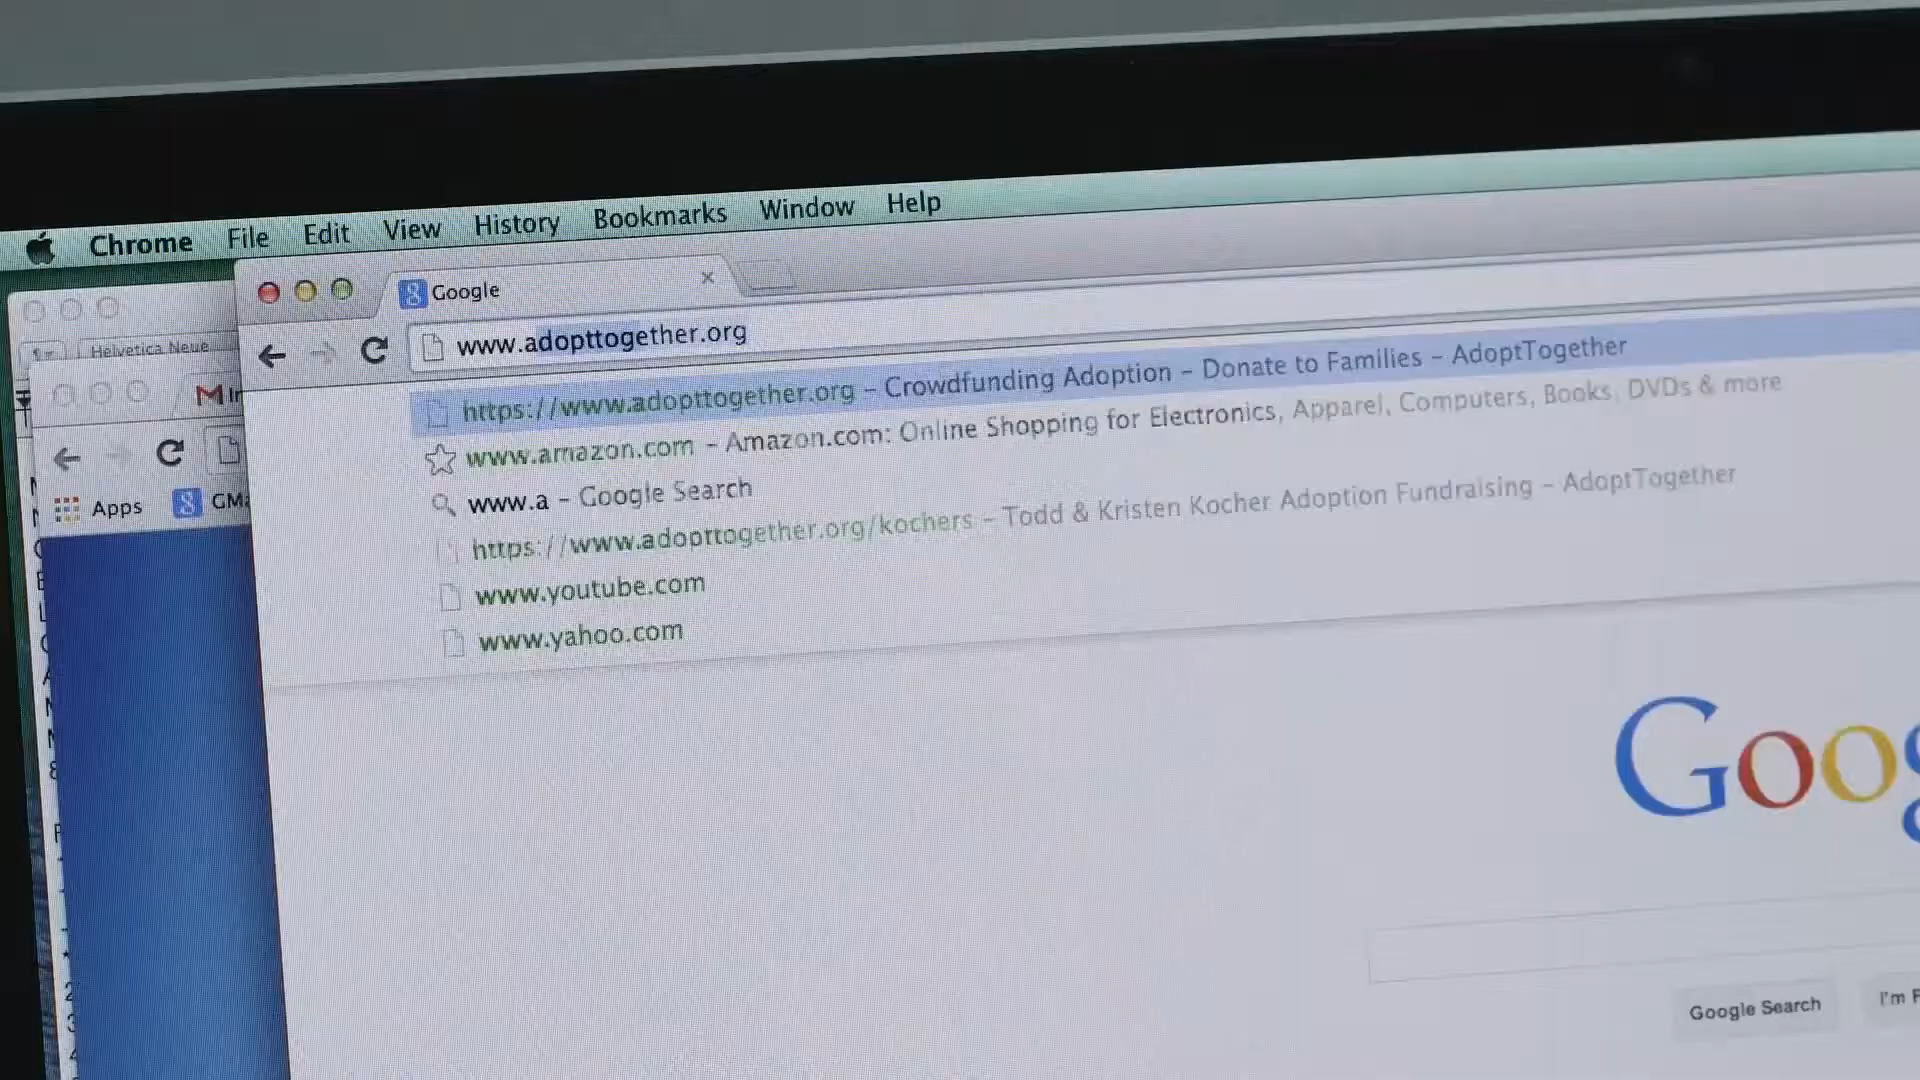 Chrome File Edit View History Bookmarks Window Help
Google
www.adopttogether.org
https://www.adopttogether.org – Crowdfunding Adoption – Donate to Families – AdoptTogether
www.amazon.com – Amazon.com: Online Shopping for Electronics, Apparel, Computers, Books, DVDs & more
www.a – Google Search
https://www.adopttogether.org/kochers – Todd & Kristen Kocher Adoption Fundraising – AdoptTogether
www.youtube.com
www.yahoo.com
Helvetica Neue
Apps
Goo
Google Search
I'm